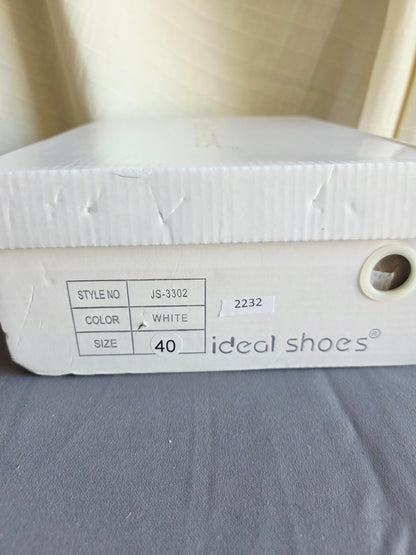 STYLE NO JS-3302
COLOR WHITE
SIZE 40
2232
ideal shoes®